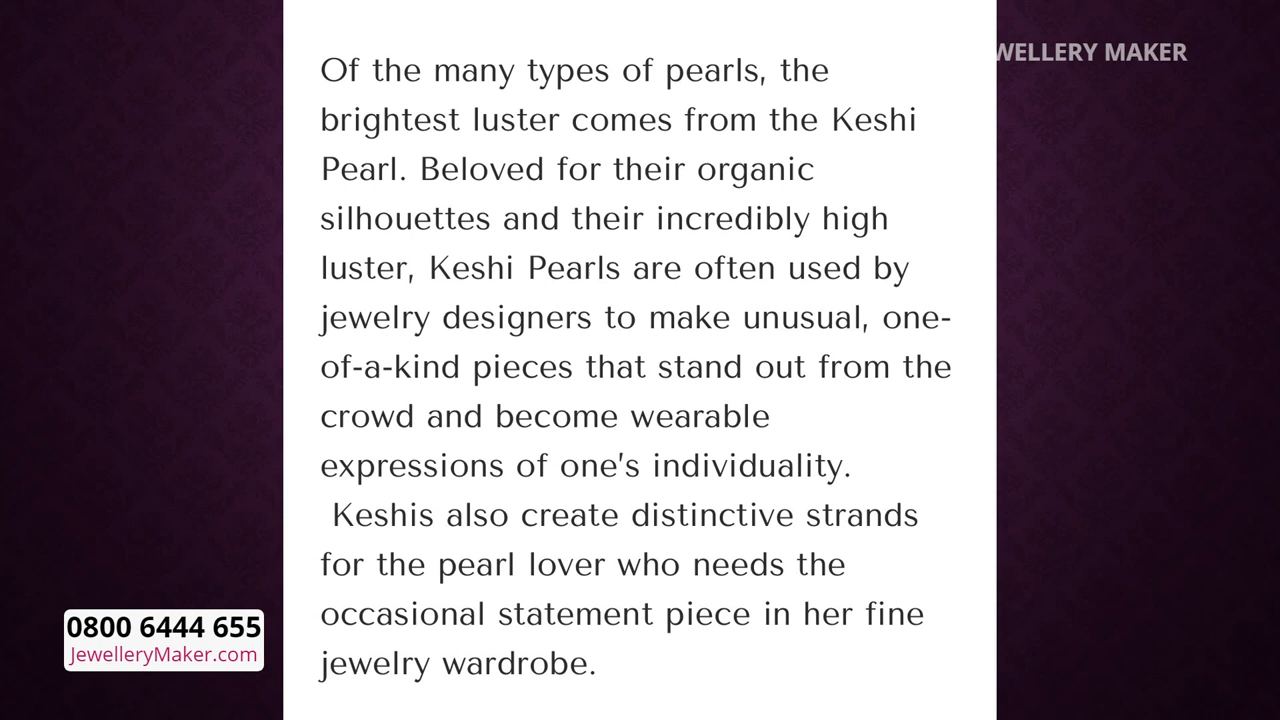 WELLERY MAKER
Of the many types of pearls, the
brightest luster comes from the Keshi
Pearl. Beloved for their organic
silhouettes and their incredibly high
luster, Keshi Pearls are often used by
jewelry designers to make unusual, one-
of-a-kind pieces that stand out from the
crowd and become wearable
expressions of one’s individuality.
Keshis also create distinctive strands
for the pearl lover who needs the
occasional statement piece in her fine
jewelry wardrobe.
0800 6444 655
JewelleryMaker.com